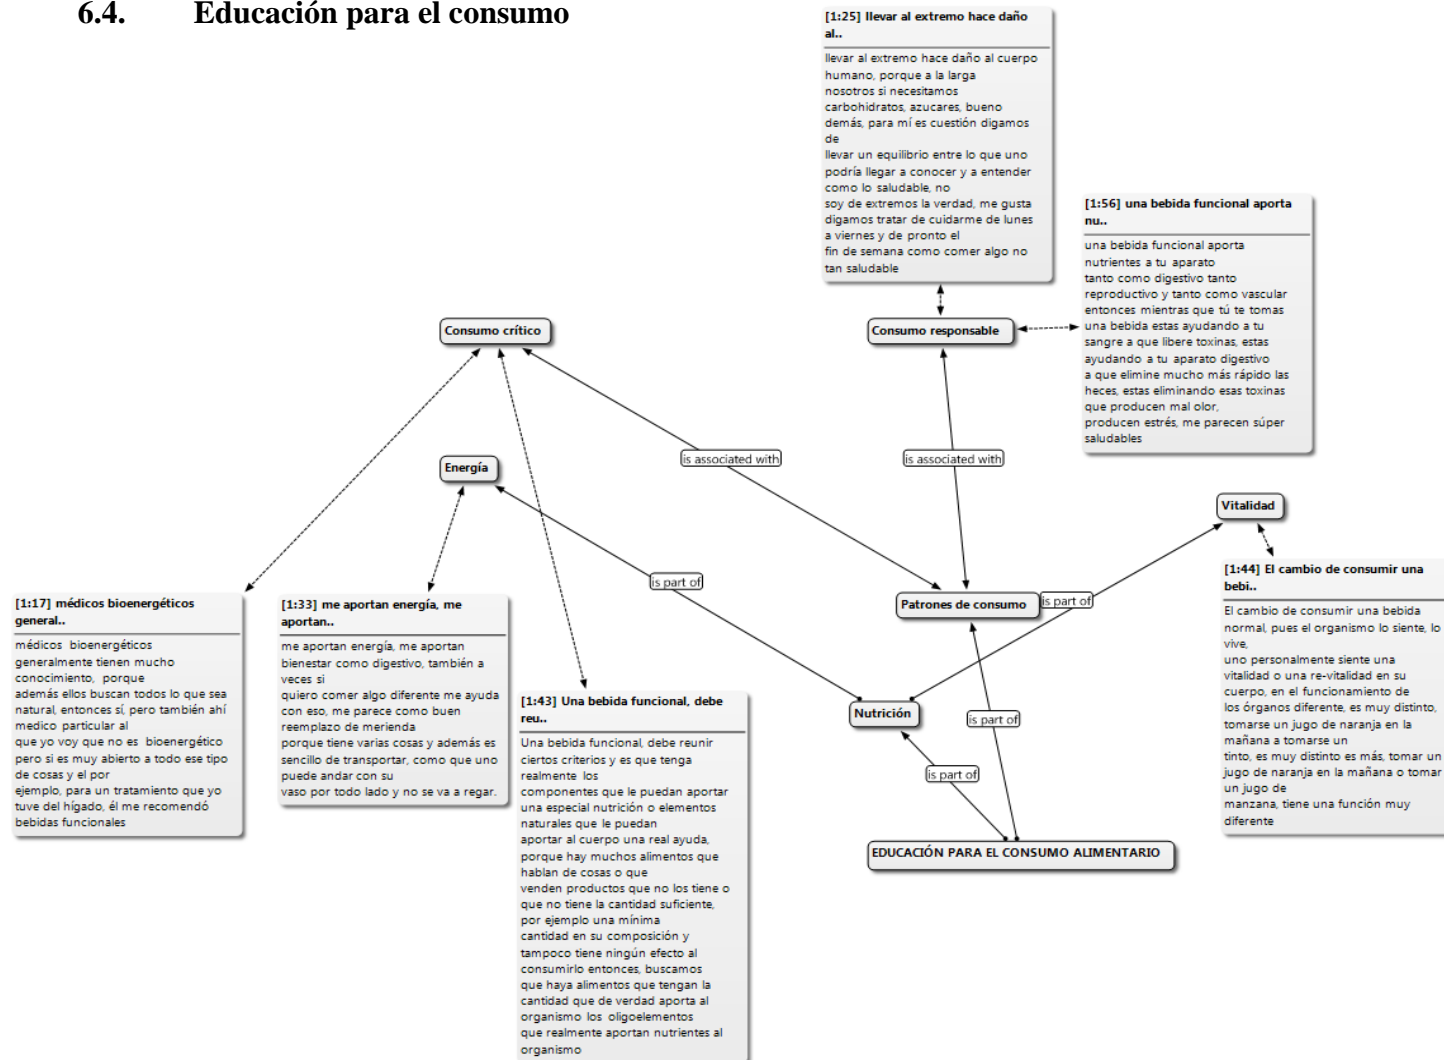 6.4. Educación para el consumo
[1:25] llevar al extremo hace daño
al..
llevar al extremo hace daño al cuerpo
humano, porque a la larga
nosotros si necesitamos
carbohidratos, azucares, bueno
demás, para mí es cuestión digamos
de
llevar un equilibrio entre lo que uno
podría llegar a conocer y a entender
como lo saludable, no
soy de extremos la verdad, me gusta
digamos tratar de cuidarme de lunes
a viernes y de pronto el
fin de semana como comer algo no
tan saludable
[1:56] una bebida funcional aporta
nu..
una bebida funcional aporta
nutrientes a tu aparato
tanto como digestivo tanto
reproductivo y tanto como vascular
entonces mientras que tú te tomas
una bebida estas ayudando a tu
sangre a que libere toxinas, estas
ayudando a tu aparato digestivo
a que elimine mucho más rápido las
heces, estas eliminando esas toxinas
que producen mal olor,
producen estrés, me parecen súper
saludables
Consumo crítico
Consumo responsable
is associated with
is associated with
Energía
Vitalidad
is part of
Patrones de consumo
is part of
[1:17] médicos bioenergéticos
general..
médicos bioenergéticos
generalmente tienen mucho
conocimiento, porque
además ellos buscan todos lo que sea
natural, entonces sí, pero también ahí
medico particular al
que yo voy que no es bioenergético
pero si es muy abierto a todo ese tipo
de cosas y el por
ejemplo, para un tratamiento que yo
tuve del hígado, él me recomendó
bebidas funcionales
[1:33] me aportan energía, me
aportan..
me aportan energía, me aportan
bienestar como digestivo, también a
veces si
quiero comer algo diferente me ayuda
con eso, me parece como buen
reemplazo de merienda
porque tiene varias cosas y además es
sencillo de transportar, como que uno
puede andar con su
vaso por todo lado y no se va a regar.
[1:43] Una bebida funcional, debe
reu..
Una bebida funcional, debe reunir
ciertos criterios y es que tenga
realmente los
componentes que le puedan aportar
una especial nutrición o elementos
naturales que le puedan
aportar al cuerpo una real ayuda,
porque hay muchos alimentos que
hablan de cosas o que
venden productos que no los tiene o
que no tiene la cantidad suficiente,
por ejemplo una mínima
cantidad en su composición y
tampoco tiene ningún efecto al
consumirlo entonces, buscamos
que haya alimentos que tengan la
cantidad que de verdad aporta al
organismo los oligoelementos
que realmente aportan nutrientes al
organismo
[1:44] El cambio de consumir una
bebi..
El cambio de consumir una bebida
normal, pues el organismo lo siente, lo
vive,
uno personalmente siente una
vitalidad o una re-vitalidad en su
cuerpo, en el funcionamiento de
los órganos diferente, es muy distinto,
tomarse un jugo de naranja en la
mañana a tomarse un
tinto, es muy distinto es más, tomar un
jugo de naranja en la mañana o tomar
un jugo de
manzana, tiene una función muy
diferente
Nutrición
is part of
is part of
EDUCACIÓN PARA EL CONSUMO ALIMENTARIO